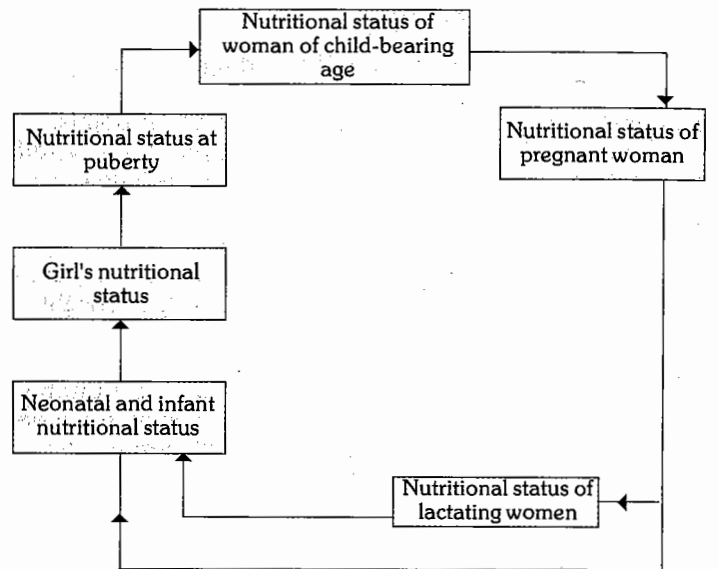 Nutritional status of
woman of child-bearing
age
Nutritional status at
puberty
Nutritional status of
pregnant woman
Girl's nutritional
status
Neonatal and infant
nutritional status
Nutritional status of
lactating women